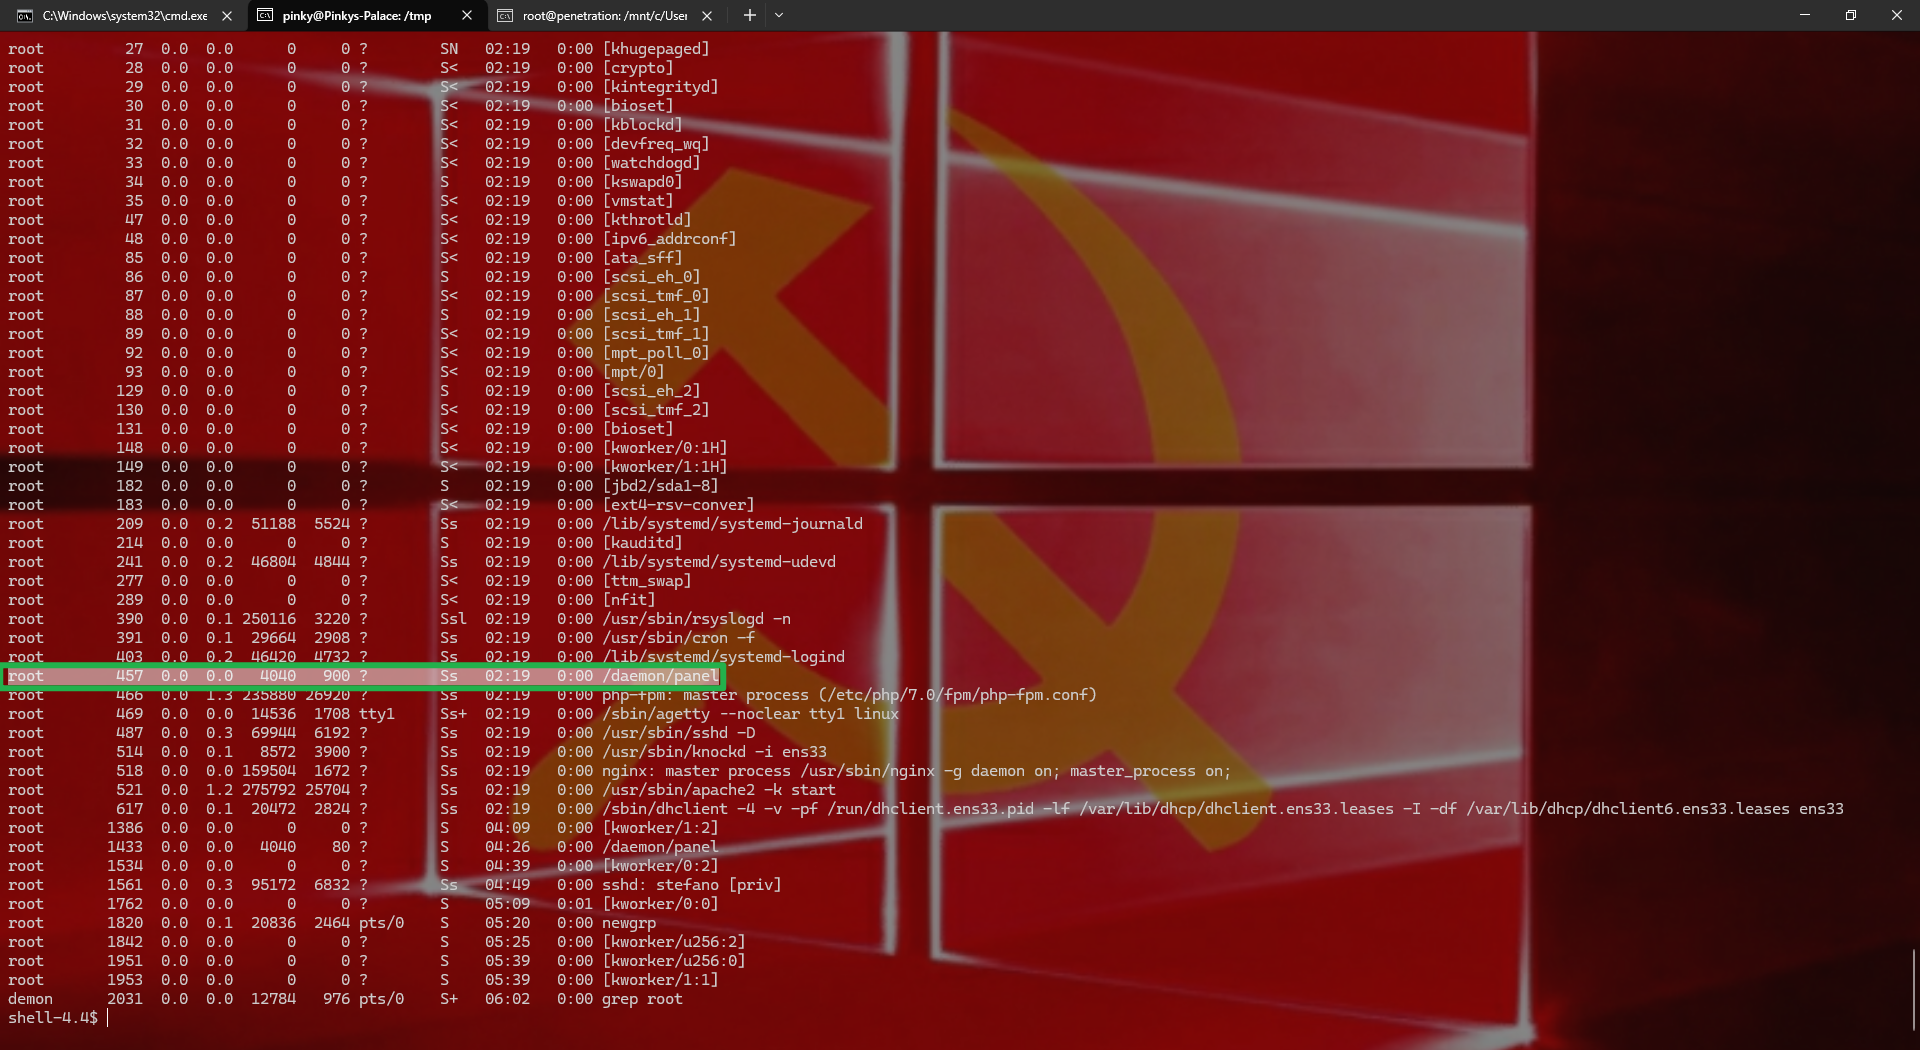 C:\Windows\system32\cmd.exe
pinky@Pinkys-Palace: /tmp
root@penetration: /mnt/c/User
root 27 0.0 0.0 0 0 ? SN 02:19 0:00 [khugepaged]
root 28 0.0 0.0 0 0 ? S< 02:19 0:00 [crypto]
root 29 0.0 0.0 0 0 ? S< 02:19 0:00 [kintegrityd]
root 30 0.0 0.0 0 0 ? S< 02:19 0:00 [bioset]
root 31 0.0 0.0 0 0 ? S< 02:19 0:00 [kblockd]
root 32 0.0 0.0 0 0 ? S< 02:19 0:00 [devfreq_wq]
root 33 0.0 0.0 0 0 ? S< 02:19 0:00 [watchdogd]
root 34 0.0 0.0 0 0 ? S 02:19 0:00 [kswapd0]
root 35 0.0 0.0 0 0 ? S< 02:19 0:00 [vmstat]
root 47 0.0 0.0 0 0 ? S< 02:19 0:00 [kthrotld]
root 48 0.0 0.0 0 0 ? S< 02:19 0:00 [ipv6_addrconf]
root 85 0.0 0.0 0 0 ? S< 02:19 0:00 [ata_sff]
root 86 0.0 0.0 0 0 ? S 02:19 0:00 [scsi_eh_0]
root 87 0.0 0.0 0 0 ? S< 02:19 0:00 [scsi_tmf_0]
root 88 0.0 0.0 0 0 ? S 02:19 0:00 [scsi_eh_1]
root 89 0.0 0.0 0 0 ? S< 02:19 0:00 [scsi_tmf_1]
root 92 0.0 0.0 0 0 ? S< 02:19 0:00 [mpt_poll_0]
root 93 0.0 0.0 0 0 ? S< 02:19 0:00 [mpt/0]
root 129 0.0 0.0 0 0 ? S 02:19 0:00 [scsi_eh_2]
root 130 0.0 0.0 0 0 ? S< 02:19 0:00 [scsi_tmf_2]
root 131 0.0 0.0 0 0 ? S< 02:19 0:00 [bioset]
root 148 0.0 0.0 0 0 ? S< 02:19 0:00 [kworker/0:1H]
root 149 0.0 0.0 0 0 ? S< 02:19 0:00 [kworker/1:1H]
root 182 0.0 0.0 0 0 ? S 02:19 0:00 [jbd2/sda1-8]
root 183 0.0 0.0 0 0 ? S< 02:19 0:00 [ext4-rsv-conver]
root 209 0.0 0.2 51188 5524 ? Ss 02:19 0:00 /lib/systemd/systemd-journald
root 214 0.0 0.0 0 0 ? S 02:19 0:00 [kauditd]
root 241 0.0 0.2 46804 4844 ? Ss 02:19 0:00 /lib/systemd/systemd-udevd
root 277 0.0 0.0 0 0 ? S< 02:19 0:00 [ttm_swap]
root 289 0.0 0.0 0 0 ? S< 02:19 0:00 [nfit]
root 390 0.0 0.1 250116 3220 ? Ssl 02:19 0:00 /usr/sbin/rsyslogd -n
root 391 0.0 0.1 29664 2908 ? Ss 02:19 0:00 /usr/sbin/cron -f
root 403 0.0 0.2 46420 4732 ? Ss 02:19 0:00 /lib/systemd/systemd-logind
root 457 0.0 0.0 4040 900 ? Ss 02:19 0:00 /daemon/panel
root 466 0.0 1.3 235880 26920 ? Ss 02:19 0:00 php-fpm: master process (/etc/php/7.0/fpm/php-fpm.conf)
root 469 0.0 0.0 14536 1708 tty1 Ss+ 02:19 0:00 /sbin/agetty --noclear tty1 linux
root 487 0.0 0.3 69944 6192 ? Ss 02:19 0:00 /usr/sbin/sshd -D
root 514 0.0 0.1 8572 3900 ? Ss 02:19 0:00 /usr/sbin/knockd -i ens33
root 518 0.0 0.0 159504 1672 ? Ss 02:19 0:00 nginx: master process /usr/sbin/nginx -g daemon on; master_process on;
root 521 0.0 1.2 275792 25704 ? Ss 02:19 0:00 /usr/sbin/apache2 -k start
root 617 0.0 0.1 20472 2824 ? Ss 02:19 0:00 /sbin/dhclient -4 -v -pf /run/dhclient.ens33.pid -lf /var/lib/dhcp/dhclient.ens33.leases -I -df /var/lib/dhcp/dhclient6.ens33.leases ens33
root 1386 0.0 0.0 0 0 ? S 04:09 0:00 [kworker/1:2]
root 1433 0.0 0.0 4040 80 ? S 04:26 0:00 /daemon/panel
root 1534 0.0 0.0 0 0 ? S 04:39 0:00 [kworker/0:2]
root 1561 0.0 0.3 95172 6832 ? Ss 04:49 0:00 sshd: stefano [priv]
root 1762 0.0 0.0 0 0 ? S 05:09 0:01 [kworker/0:0]
root 1820 0.0 0.1 20836 2464 pts/0 S 05:20 0:00 newgrp
root 1842 0.0 0.0 0 0 ? S 05:25 0:00 [kworker/u256:2]
root 1951 0.0 0.0 0 0 ? S 05:39 0:00 [kworker/u256:0]
root 1953 0.0 0.0 0 0 ? S 05:39 0:00 [kworker/1:1]
demon 2031 0.0 0.0 12784 976 pts/0 S+ 06:02 0:00 grep root
shell-4.4$